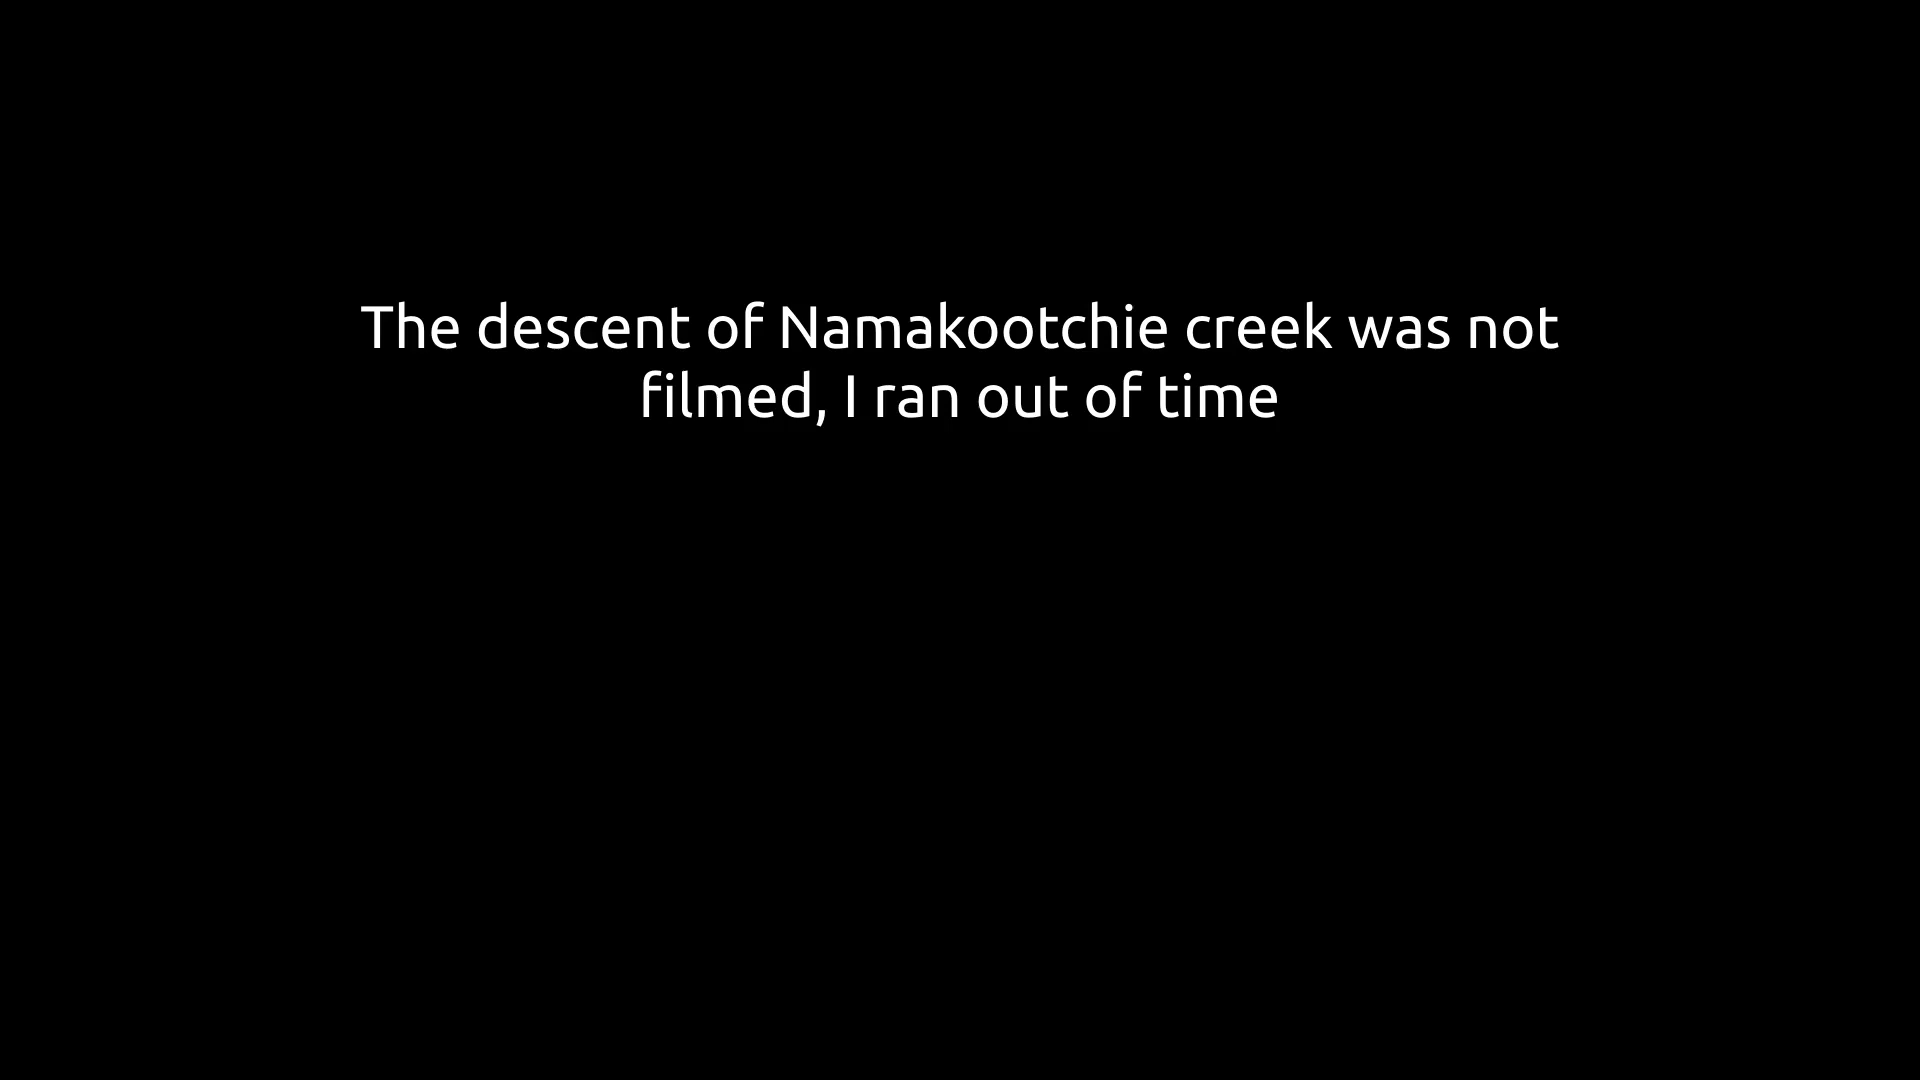 The descent of Namakootchie creek was not
filmed, I ran out of time